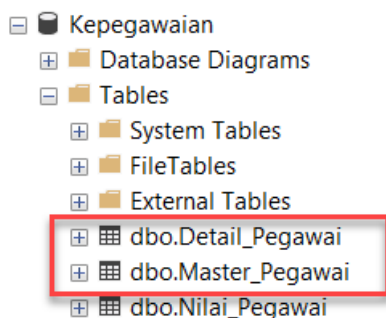 Kepegawaian
Database Diagrams
Tables
System Tables
FileTables
External Tables
dbo.Detail_Pegawai
dbo.Master_Pegawai
dbo.Nilai_Pegawai